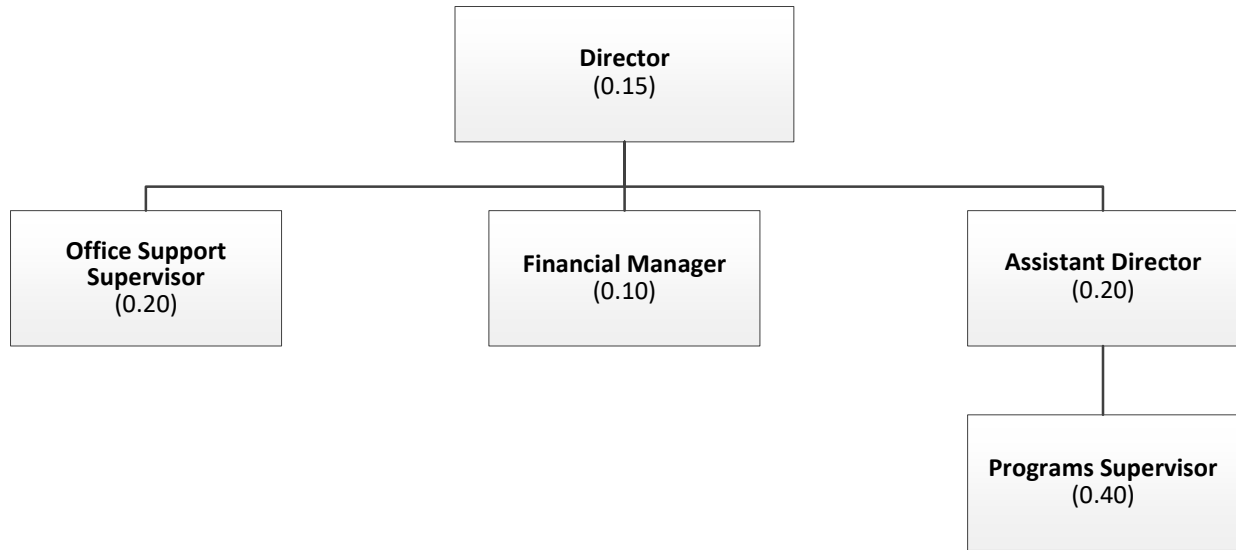 Director
(0.15)
Office Support
Supervisor
(0.20)
Financial Manager
(0.10)
Assistant Director
(0.20)
Programs Supervisor
(0.40)